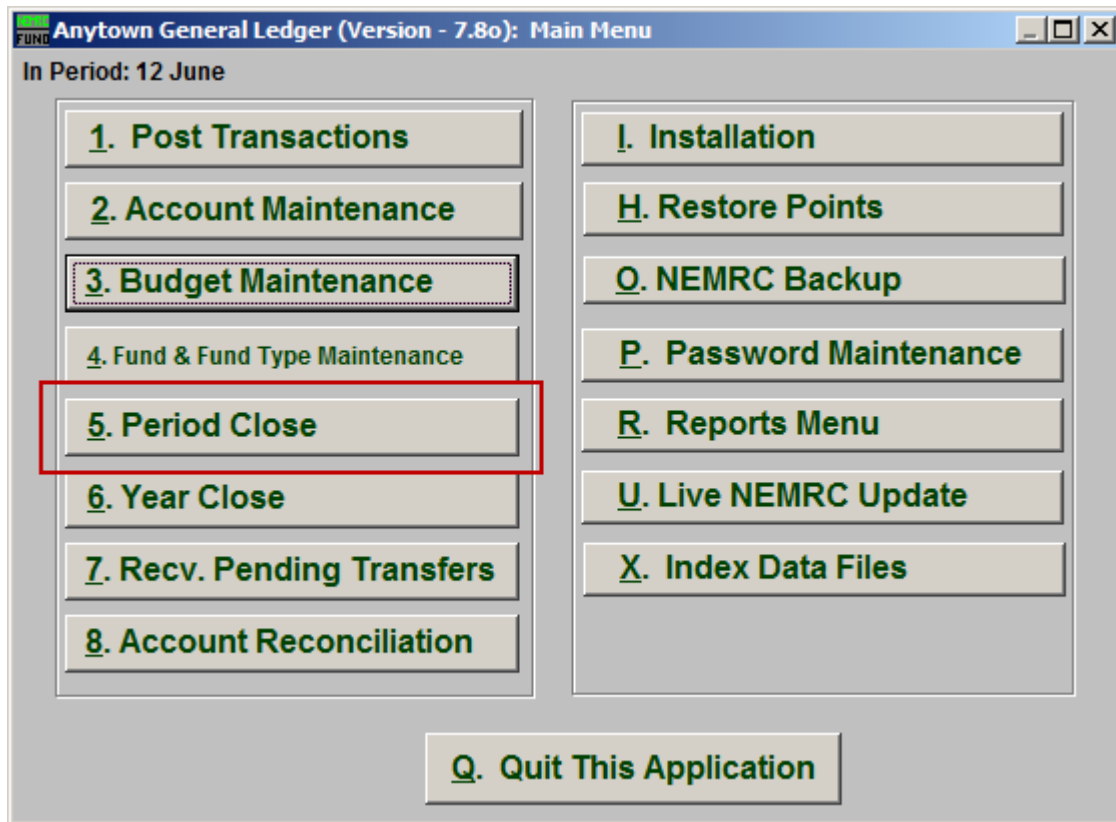 NEMRC
FUND
Anytown General Ledger (Version - 7.8o): Main Menu
In Period: 12 June
1. Post Transactions
2. Account Maintenance
3. Budget Maintenance
4. Fund & Fund Type Maintenance
5. Period Close
6. Year Close
7. Recv. Pending Transfers
8. Account Reconciliation
I. Installation
H. Restore Points
O. NEMRC Backup
P. Password Maintenance
R. Reports Menu
U. Live NEMRC Update
X. Index Data Files
Q. Quit This Application